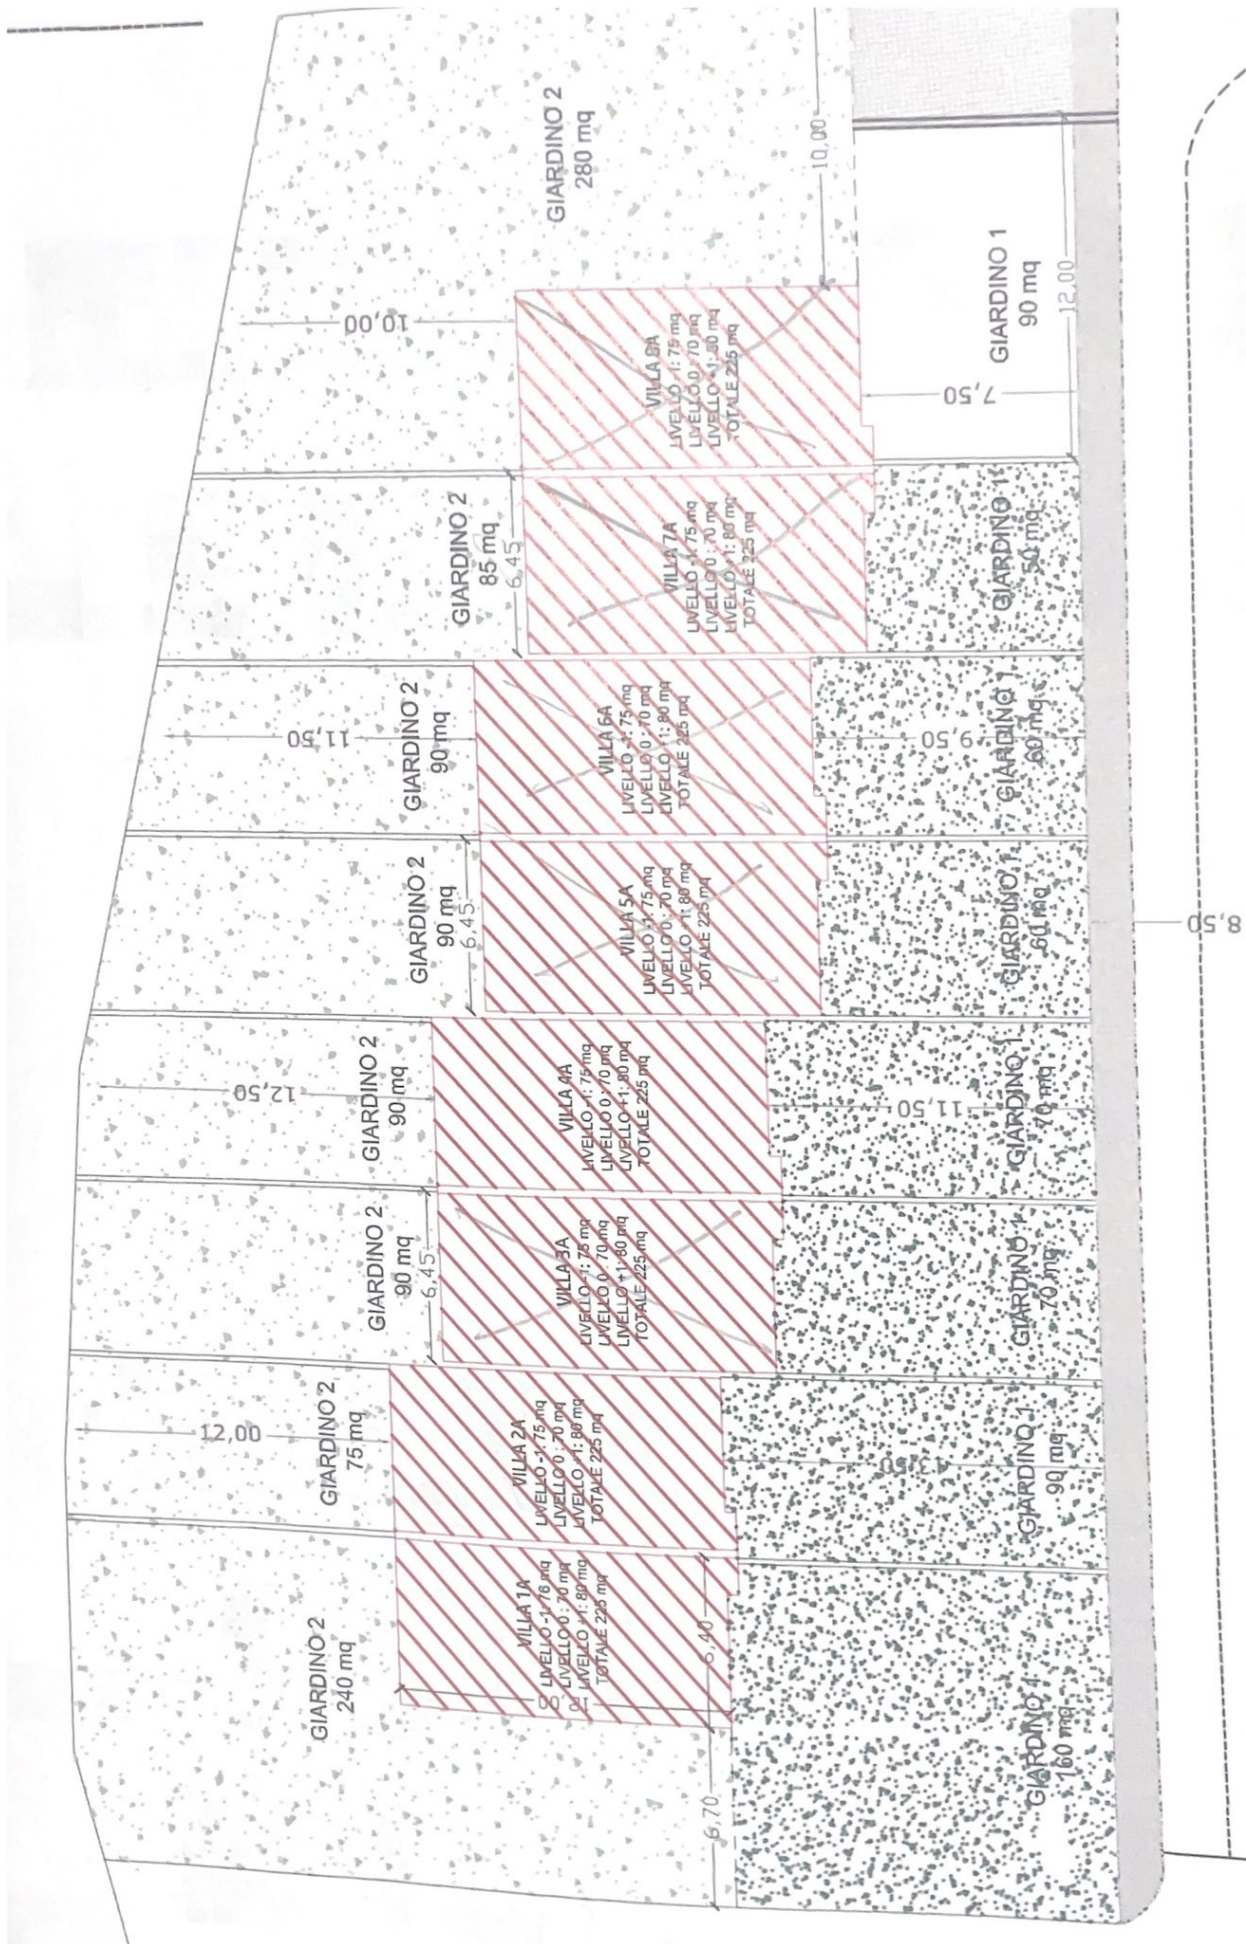 GIARDINO 2
280 mq
10,00
10,00
VILLA 8A
LIVELLO -1: 75 mq
LIVELLO 0 : 70 mq
LIVELLO +1: 80 mq
TOTALE 225 mq
GIARDINO 1
90 mq
12,00
7,50
GIARDINO 2
85 mq
6,45
VILLA 7A
LIVELLO -1: 75 mq
LIVELLO 0 : 70 mq
LIVELLO +1: 80 mq
TOTALE 225 mq
GIARDINO 1
50 mq
GIARDINO 2
90 mq
11,50
VILLA 6A
LIVELLO -1: 75 mq
LIVELLO 0 : 70 mq
LIVELLO +1: 80 mq
TOTALE 225 mq
9,50
GIARDINO 1
60 mq
GIARDINO 2
90 mq
6,45
VILLA 5A
LIVELLO -1: 75 mq
LIVELLO 0 : 70 mq
LIVELLO +1: 80 mq
TOTALE 225 mq
GIARDINO 1
60 mq
8,50
12,50
GIARDINO 2
90 mq
VILLA 4A
LIVELLO -1: 75 mq
LIVELLO 0 : 70 mq
LIVELLO +1: 80 mq
TOTALE 225 mq
11,50
GIARDINO 1
70 mq
GIARDINO 2
90 mq
6,45
VILLA 3A
LIVELLO -1: 75 mq
LIVELLO 0 : 70 mq
LIVELLO +1: 80 mq
TOTALE 225 mq
GIARDINO 1
70 mq
12,00
GIARDINO 2
75 mq
VILLA 2A
LIVELLO -1: 75 mq
LIVELLO 0 : 70 mq
LIVELLO +1: 80 mq
TOTALE 225 mq
13,50
GIARDINO 1
90 mq
GIARDINO 2
240 mq
VILLA 1A
LIVELLO -1: 76 mq
LIVELLO 0 : 70 mq
LIVELLO +1: 80 mq
TOTALE 225 mq
6,40
6,70
GIARDINO 1
160 mq